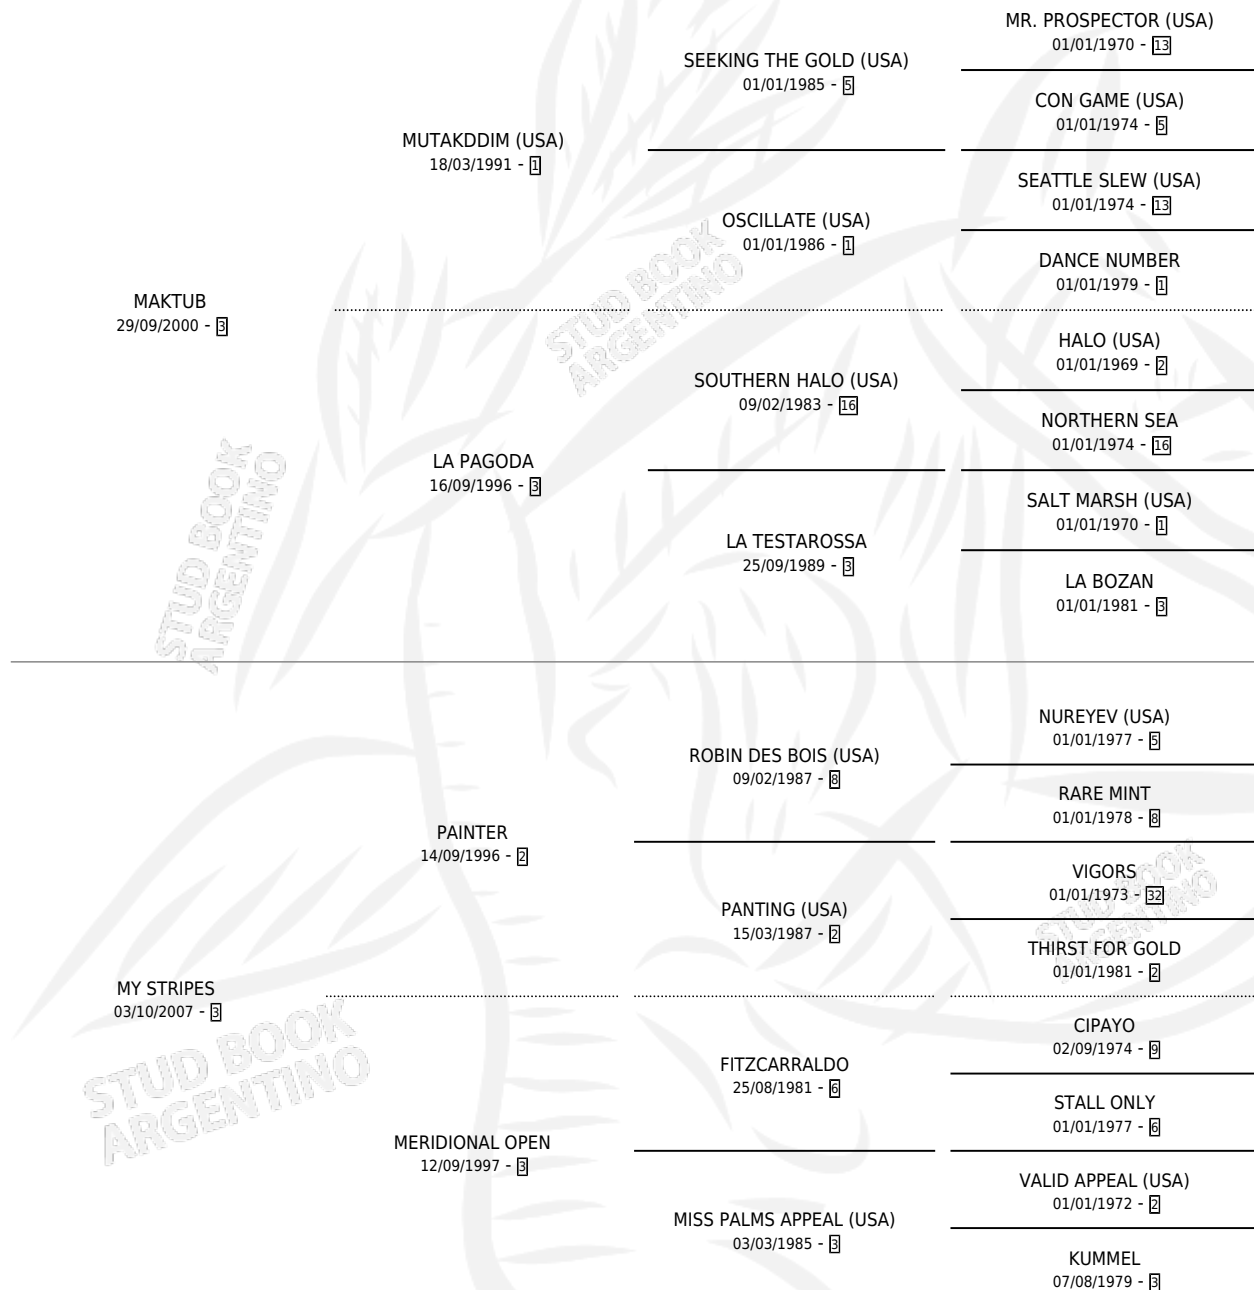 MR. PROSPECTOR (USA)
01/01/1970 - 13
SEEKING THE GOLD (USA)
01/01/1985 - 5
CON GAME (USA)
01/01/1974 - 5
MUTAKDDIM (USA)
18/03/1991 - 1
SEATTLE SLEW (USA)
01/01/1974 - 13
OSCILLATE (USA)
01/01/1986 - 1
DANCE NUMBER
01/01/1979 - 1
MAKTUB
29/09/2000 - 3
HALO (USA)
01/01/1969 - 2
SOUTHERN HALO (USA)
09/02/1983 - 16
NORTHERN SEA
01/01/1974 - 16
LA PAGODA
16/09/1996 - 3
SALT MARSH (USA)
01/01/1970 - 1
LA TESTAROSSA
25/09/1989 - 3
LA BOZAN
01/01/1981 - 3
STUD BOOK
ARGENTINO
STUD BOOK
ARGENTINO
NUREYEV (USA)
01/01/1977 - 5
ROBIN DES BOIS (USA)
09/02/1987 - 8
RARE MINT
01/01/1978 - 8
PAINTER
14/09/1996 - 2
VIGORS
01/01/1973 - 32
PANTING (USA)
15/03/1987 - 2
THIRST FOR GOLD
01/01/1981 - 2
MY STRIPES
03/10/2007 - 3
CIPAYO
02/09/1974 - 9
FITZCARRALDO
25/08/1981 - 6
STALL ONLY
01/01/1977 - 6
MERIDIONAL OPEN
12/09/1997 - 3
VALID APPEAL (USA)
01/01/1972 - 2
MISS PALMS APPEAL (USA)
03/03/1985 - 3
KUMMEL
07/08/1979 - 3
STUD BOOK
ARGENTINO
STUD BOOK
ARGENTINO